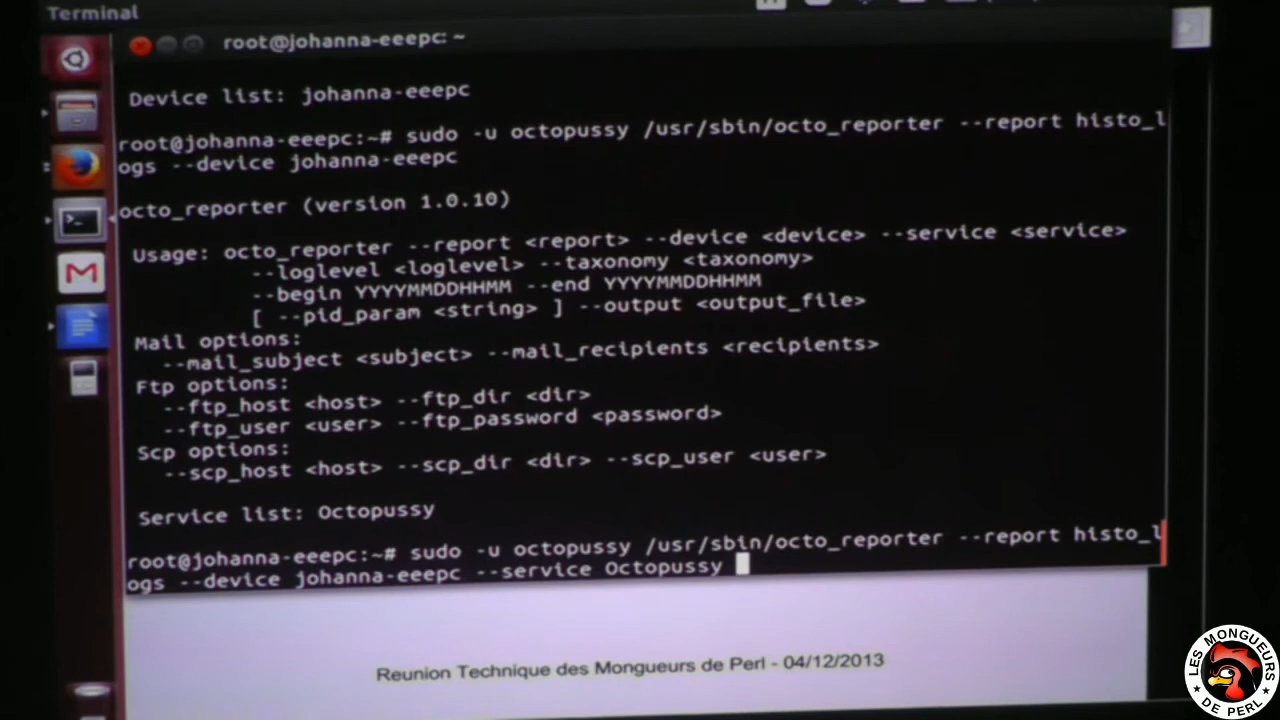 Terminal
root@johanna-eeepc: ~
Device list: johanna-eeepc
root@johanna-eeepc:~# sudo -u octopussy /usr/sbin/octo_reporter --report histo_l
ogs --device johanna-eeepc
octo_reporter (version 1.0.10)
Usage: octo_reporter --report <report> --device <device> --service <service>
--loglevel <loglevel> --taxonomy <taxonomy>
--begin YYYYMMDDHHMM --end YYYYMMDDHHMM
[ --pid_param <string> ] --output <output_file>
Mail options:
--mail_subject <subject> --mail_recipients <recipients>
Ftp options:
--ftp_host <host> --ftp_dir <dir>
--ftp_user <user> --ftp_password <password>
Scp options:
--scp_host <host> --scp_dir <dir> --scp_user <user>
Service list: Octopussy
root@johanna-eeepc:~# sudo -u octopussy /usr/sbin/octo_reporter --report histo_l
ogs --device johanna-eeepc --service Octopussy
Reunion Technique des Mongueurs de Perl - 04/12/2013
LES MONGUEURS
DE PERL